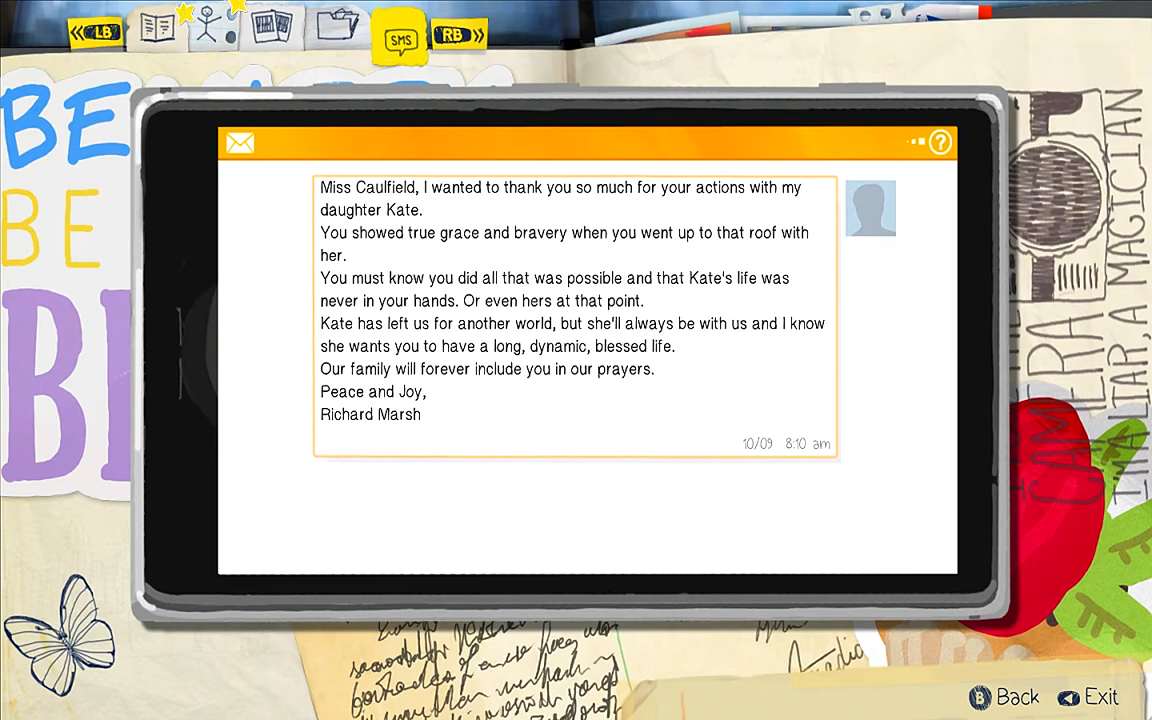 LB
SMS
RB
BE
BE
Miss Caulfield, I wanted to thank you so much for your actions with my
daughter Kate.
You showed true grace and bravery when you went up to that roof with
her.
You must know you did all that was possible and that Kate's life was
never in your hands. Or even hers at that point.
Kate has left us for another world, but she'll always be with us and I know
she wants you to have a long, dynamic, blessed life.
Our family will forever include you in our prayers.
Peace and Joy,
Richard Marsh
10/09 8:10 am
?
CAMERA
I'M A LIAR, A MAGICIAN
B Back
Exit